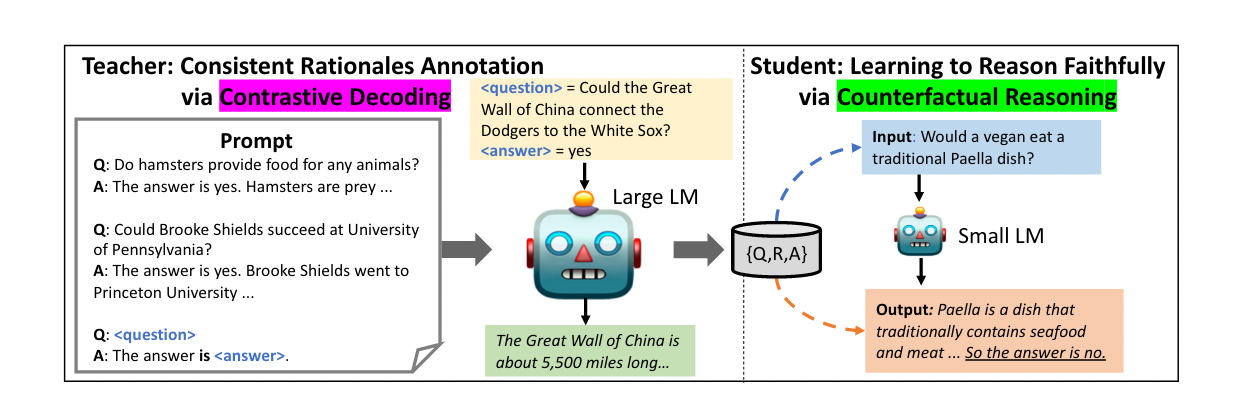 Teacher: Consistent Rationales Annotation
via Contrastive Decoding
Prompt
Q: Do hamsters provide food for any animals?
A: The answer is yes. Hamsters are prey ...
Q: Could Brooke Shields succeed at University
of Pennsylvania?
A: The answer is yes. Brooke Shields went to
Princeton University ...
Q: <question>
A: The answer is <answer>.
<question> = Could the Great
Wall of China connect the
Dodgers to the White Sox?
<answer> = yes
Large LM
The Great Wall of China is
about 5,500 miles long...
{Q,R,A}
Student: Learning to Reason Faithfully
via Counterfactual Reasoning
Input: Would a vegan eat a
traditional Paella dish?
Small LM
Output: Paella is a dish that
traditionally contains seafood
and meat ... So the answer is no.